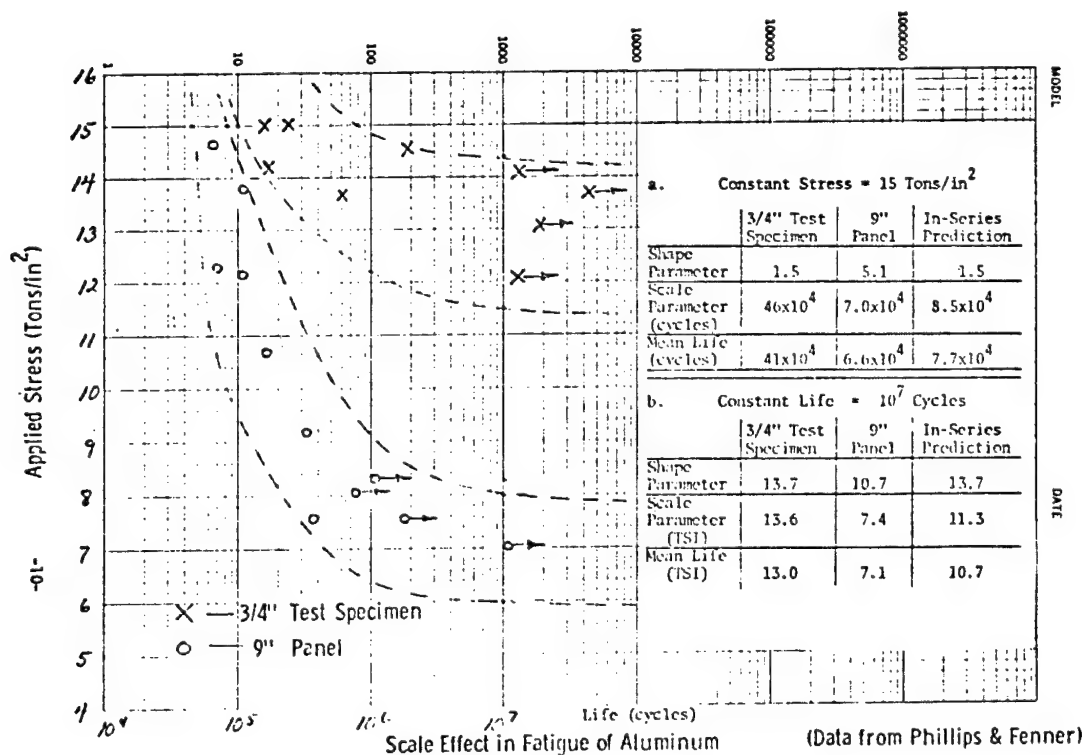 1 10 100 1000 10000 100000 1000000
MODEL
16
15
14
13
12
11
10
9
8
7
6
5
4
Applied Stress (Tons/in²)
-10-
DATE
a. Constant Stress = 15 Tons/in²
3/4" Test Specimen 9" Panel In-Series Prediction
Shape Parameter 1.5 5.1 1.5
Scale Parameter (cycles) 46x10⁴ 7.0x10⁴ 8.5x10⁴
Mean Life (cycles) 41x10⁴ 6.6x10⁴ 7.7x10⁴
b. Constant Life = 10⁷ Cycles
3/4" Test Specimen 9" Panel In-Series Prediction
Shape Parameter 13.7 10.7 13.7
Scale Parameter (TSI) 13.6 7.4 11.3
Mean Life (TSI) 13.0 7.1 10.7
X — 3/4" Test Specimen
O — 9" Panel
10⁴ 10⁵ 10⁶ 10⁷ Life (cycles)
Scale Effect in Fatigue of Aluminum (Data from Phillips & Fenner)